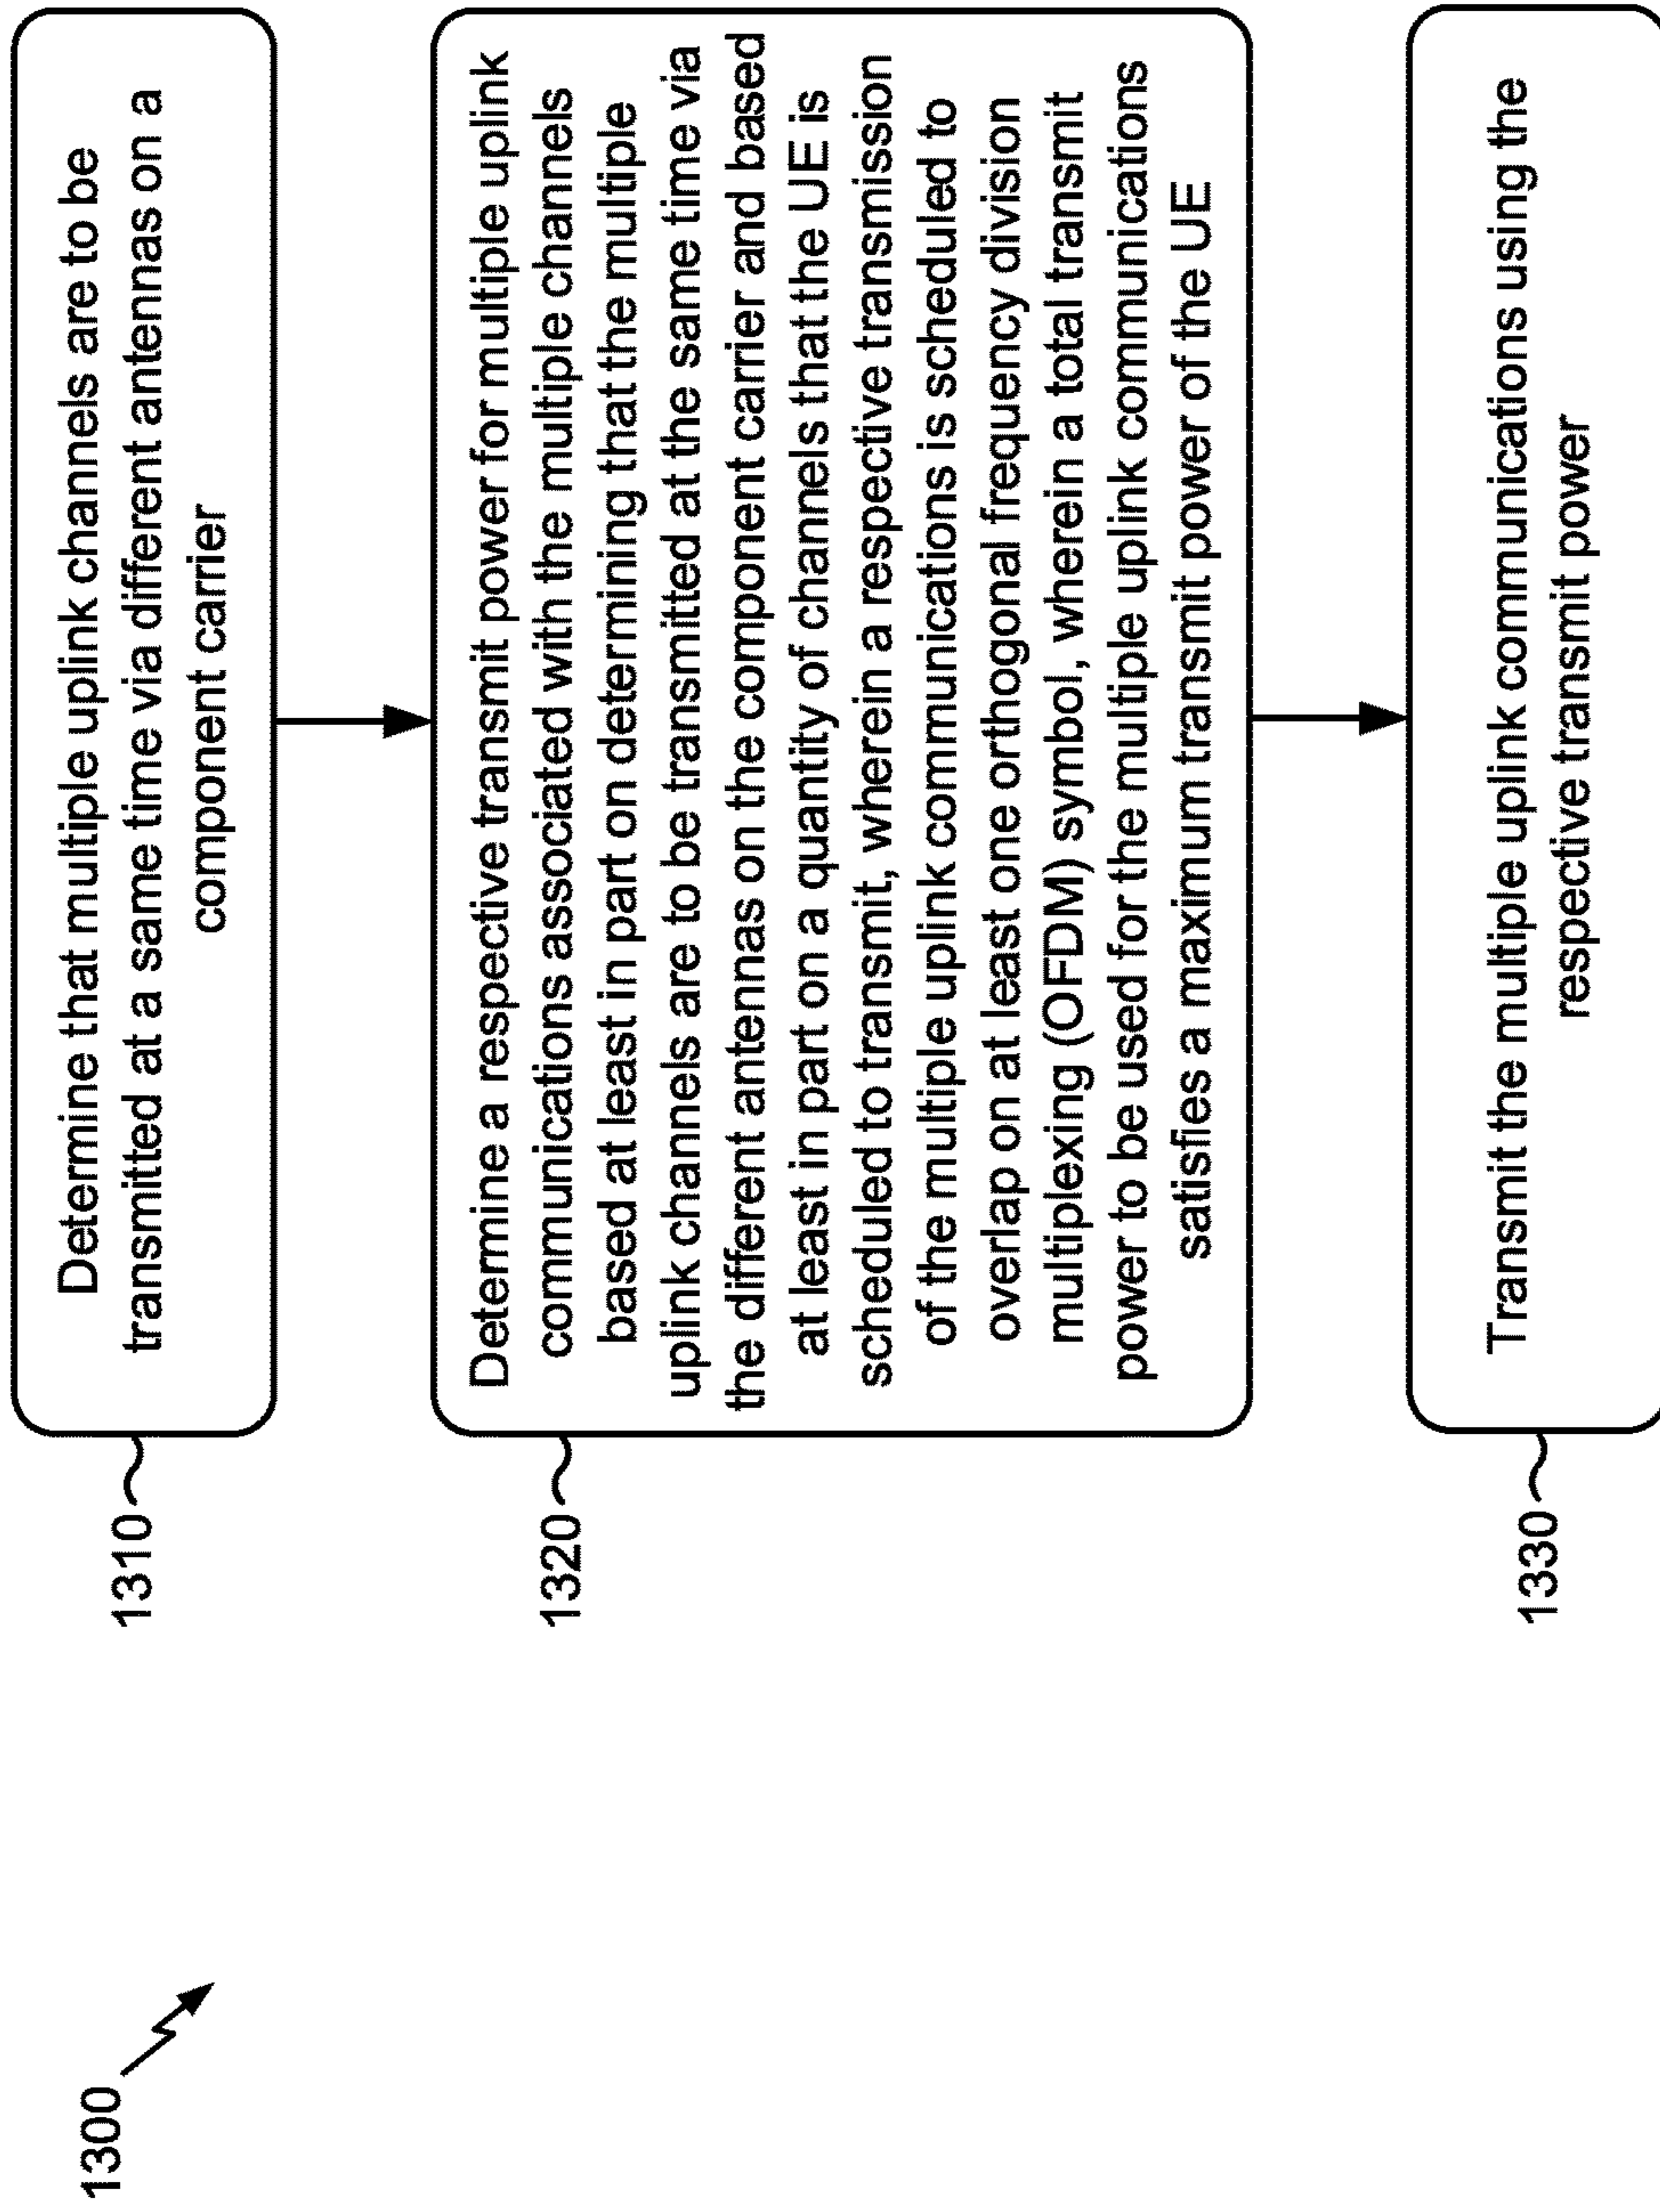 1300
1310
Determine that multiple uplink channels are to be
transmitted at a same time via different antennas on a
component carrier
1320
Determine a respective transmit power for multiple uplink
communications associated with the multiple channels
based at least in part on determining that the multiple
uplink channels are to be transmitted at the same time via
the different antennas on the component carrier and based
at least in part on a quantity of channels that the UE is
scheduled to transmit, wherein a respective transmission
of the multiple uplink communications is scheduled to
overlap on at least one orthogonal frequency division
multiplexing (OFDM) symbol, wherein a total transmit
power to be used for the multiple uplink communications
satisfies a maximum transmit power of the UE
1330
Transmit the multiple uplink communications using the
respective transmit power